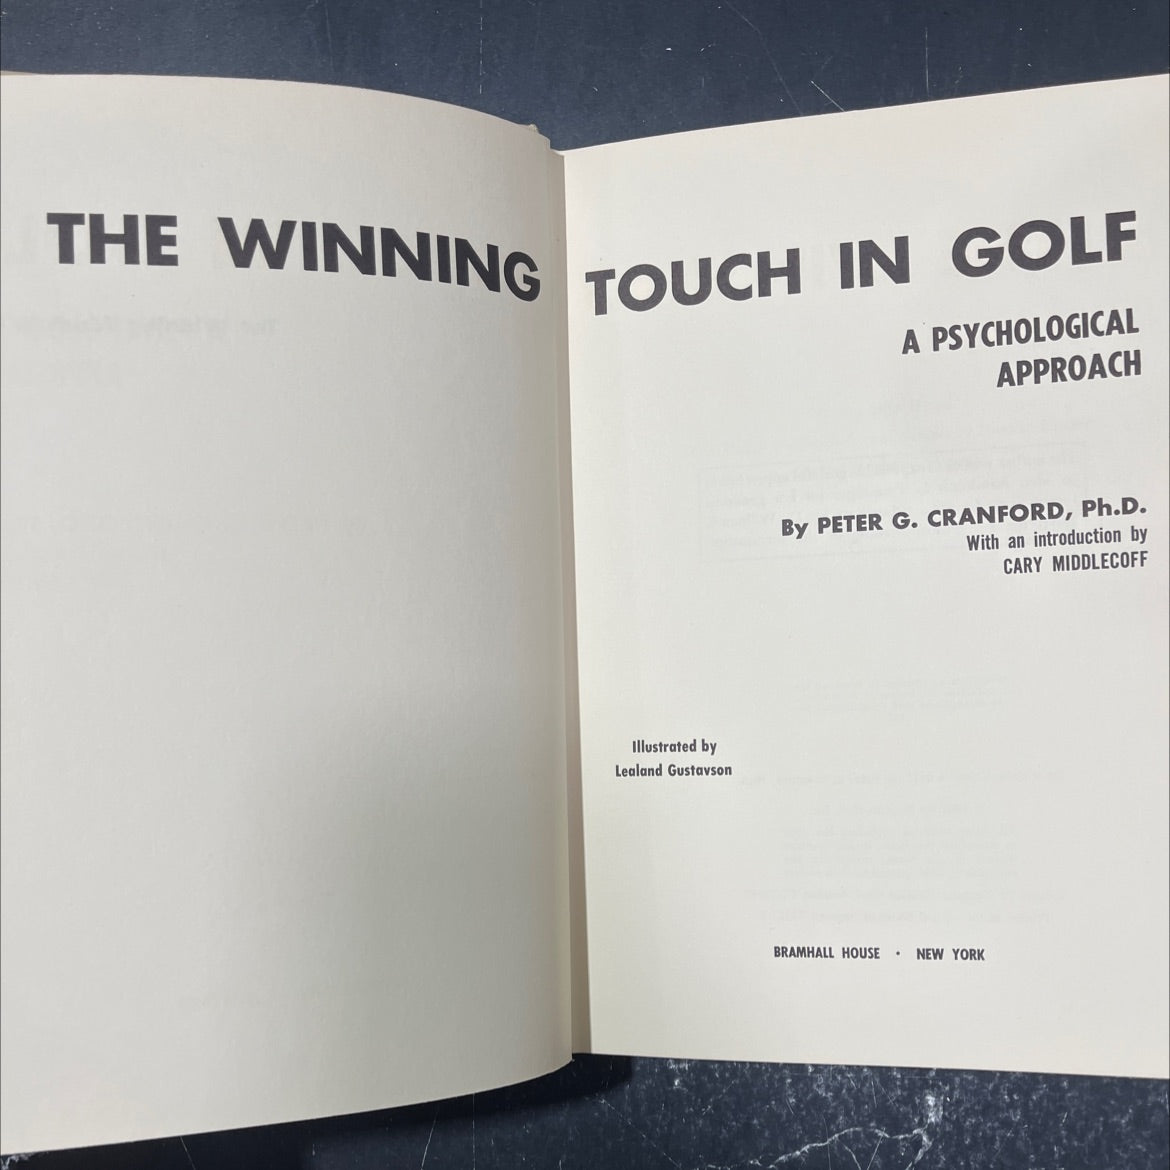 THE WINNING TOUCH IN GOLF
A PSYCHOLOGICAL
APPROACH
By PETER G. CRANFORD, Ph.D.
With an introduction by
CARY MIDDLECOFF
Illustrated by
Lealand Gustavson
BRAMHALL HOUSE • NEW YORK